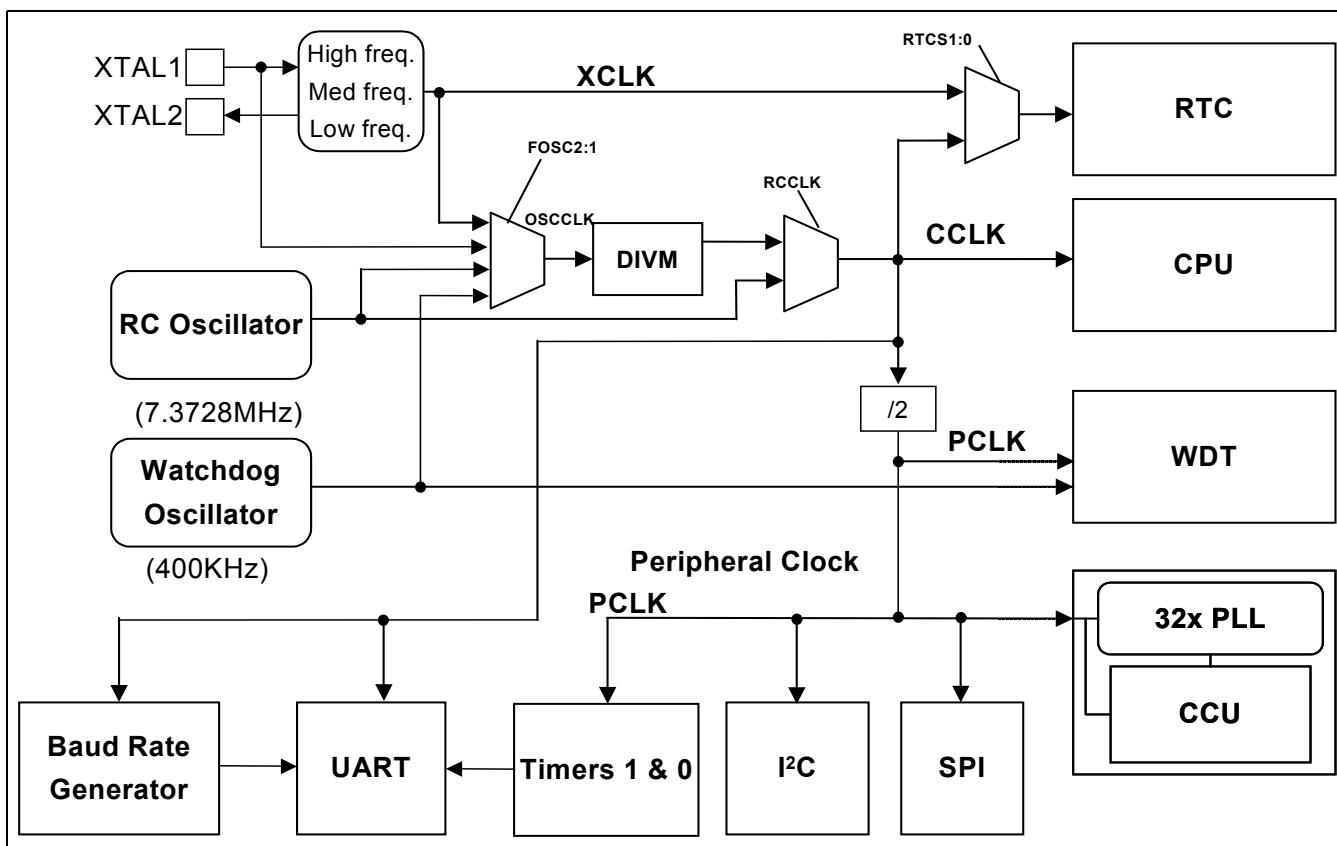 XTAL1
XTAL2
High freq.
Med freq.
Low freq.
XCLK
RTCS1:0
RTC
FOSC2:1
OSCCLK
DIVM
RCCLK
CCLK
CPU
RC Oscillator
(7.3728MHz)
/2
PCLK
WDT
Watchdog
Oscillator
(400KHz)
Peripheral Clock
PCLK
32x PLL
CCU
Baud Rate
Generator
UART
Timers 1 & 0
I²C
SPI